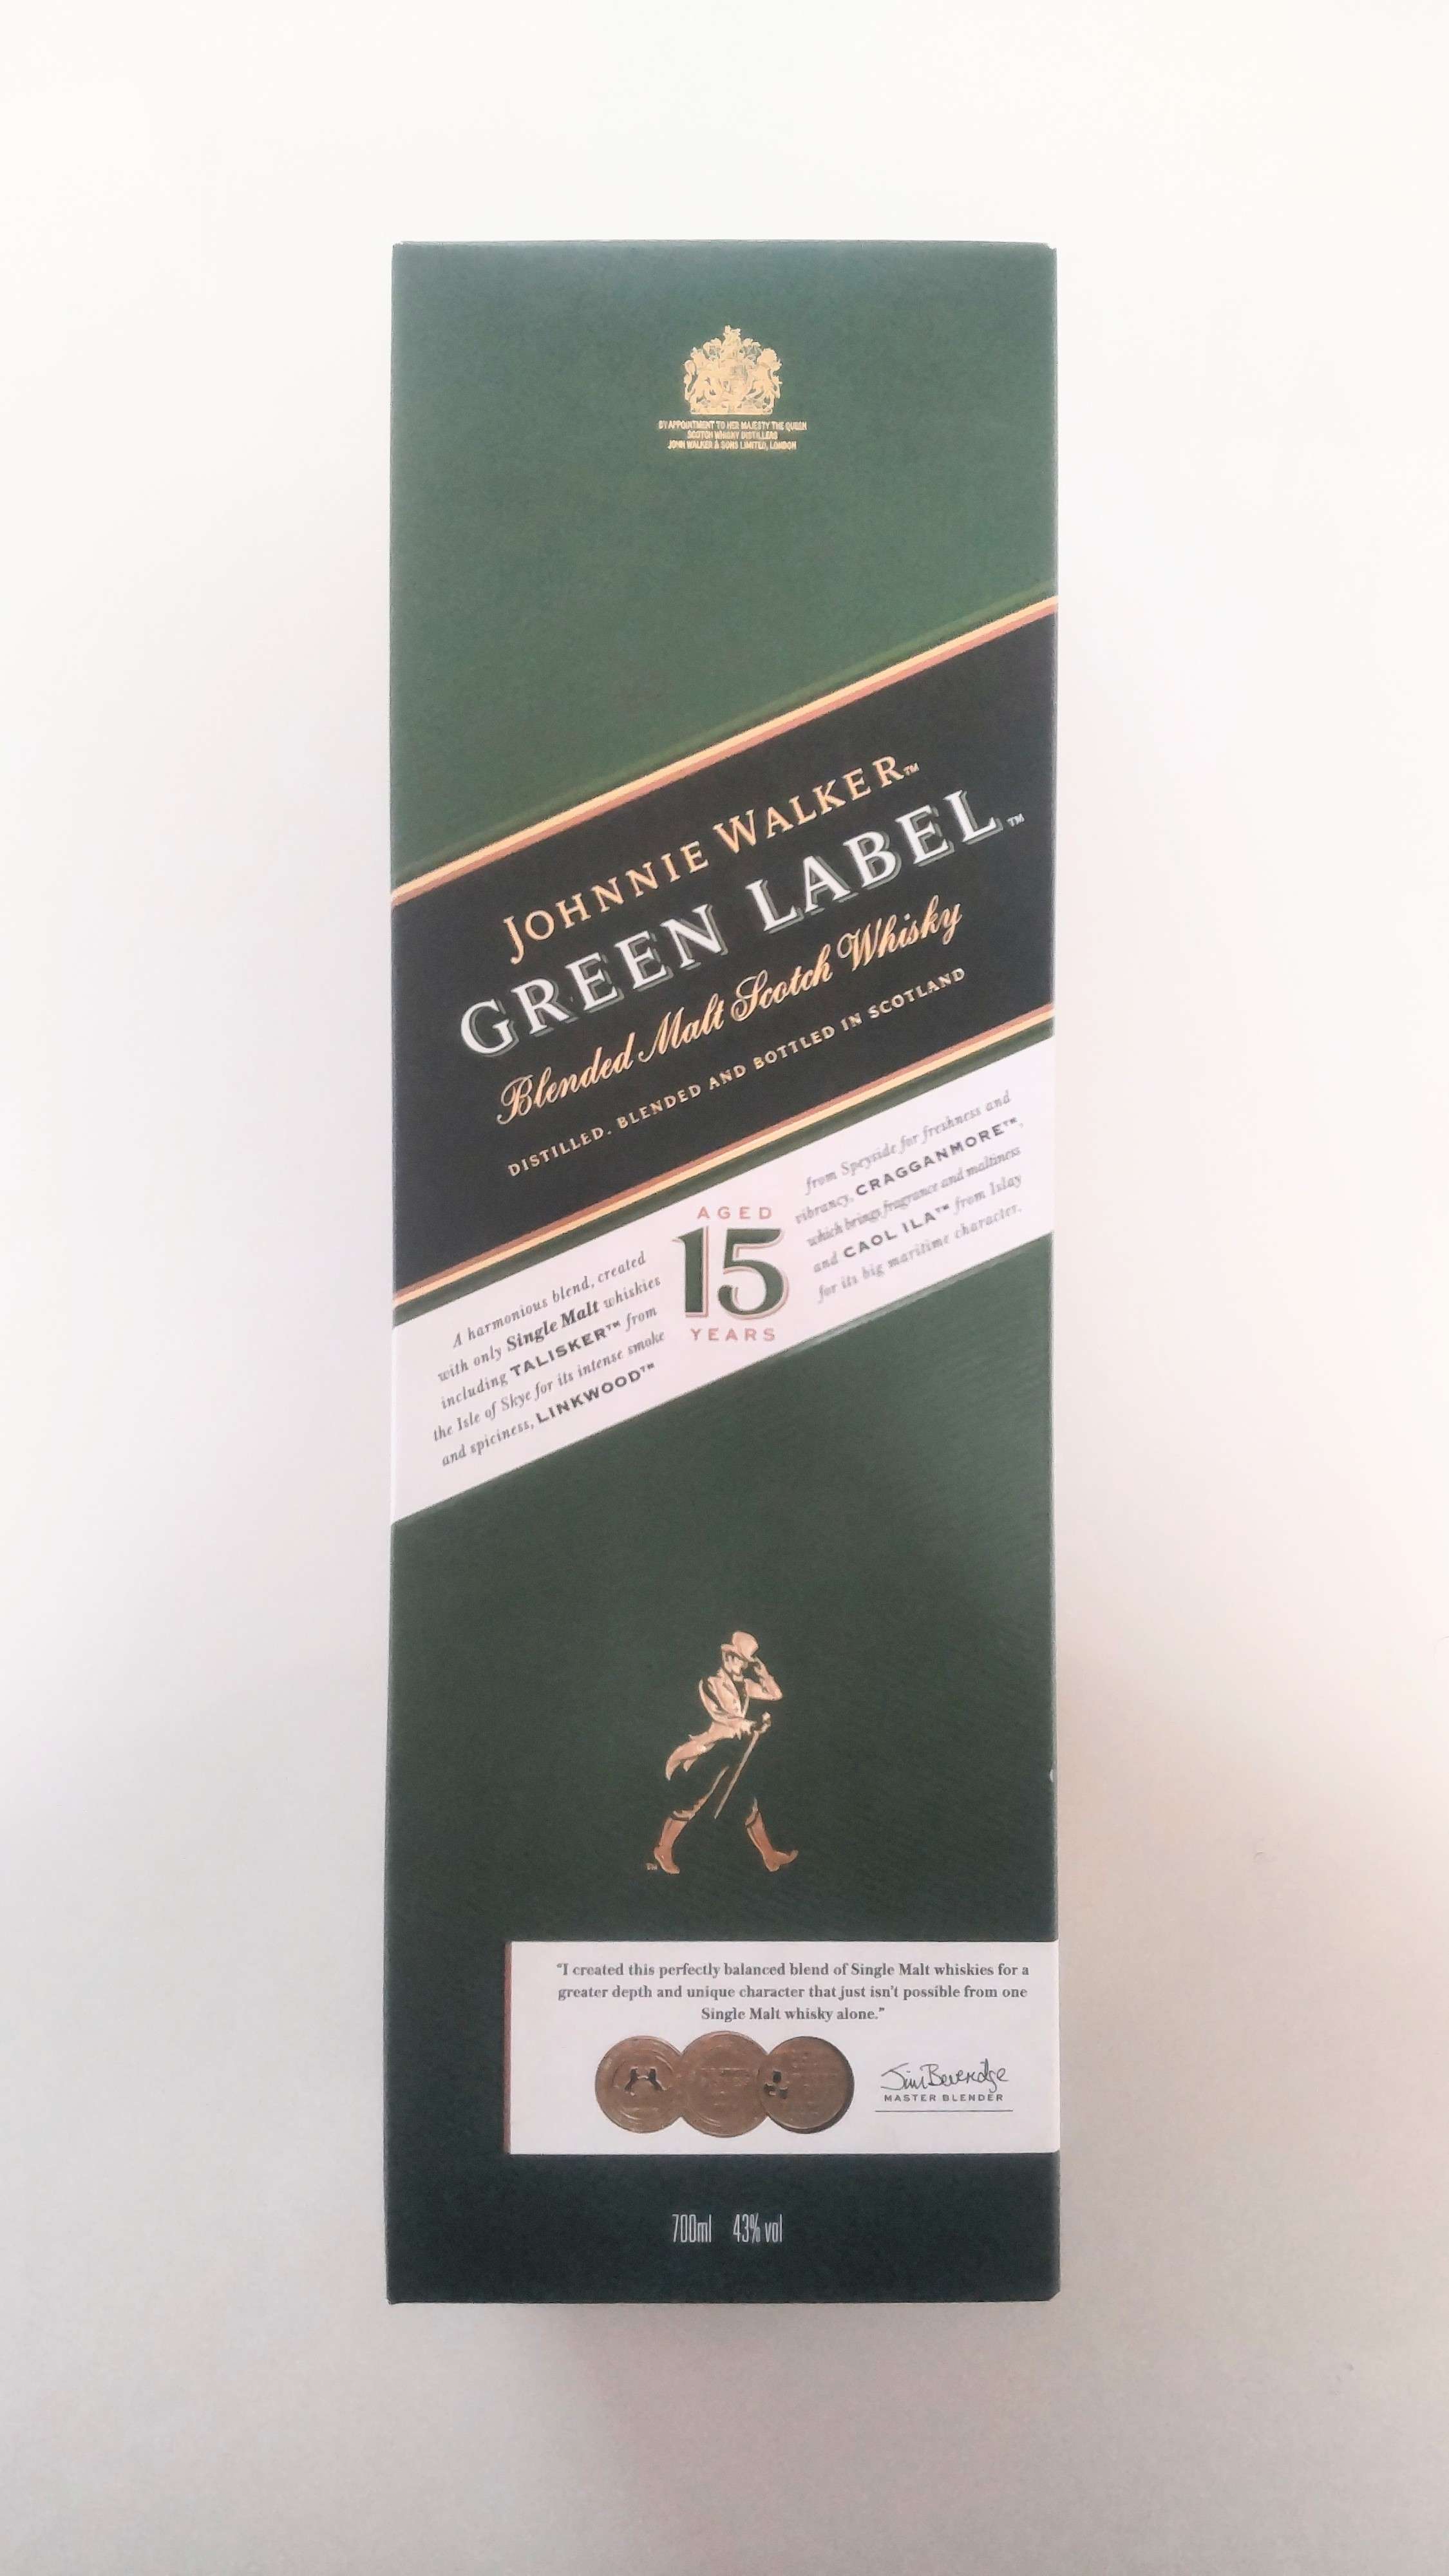 BY APPOINTMENT TO HER MAJESTY THE QUEEN
SCOTCH WHISKY DISTILLERS
JOHN WALKER & SONS LIMITED, LONDON
JOHNNIE WALKER™
GREEN LABEL™
Blended Malt Scotch Whisky
DISTILLED, BLENDED AND BOTTLED IN SCOTLAND
A harmonious blend, created
with only Single Malt whiskies
including TALISKER™ from
the Isle of Skye for its intense smoke
and spiciness, LINKWOOD™
AGED
15
YEARS
from Speyside for freshness and
vibrancy, CRAGGANMORE™,
which brings fragrance and maltiness
and CAOL ILA™ from Islay
for its big maritime character.
TM
"I created this perfectly balanced blend of Single Malt whiskies for a
greater depth and unique character that just isn't possible from one
Single Malt whisky alone."
Jim Beveridge
MASTER BLENDER
700ml 43% vol